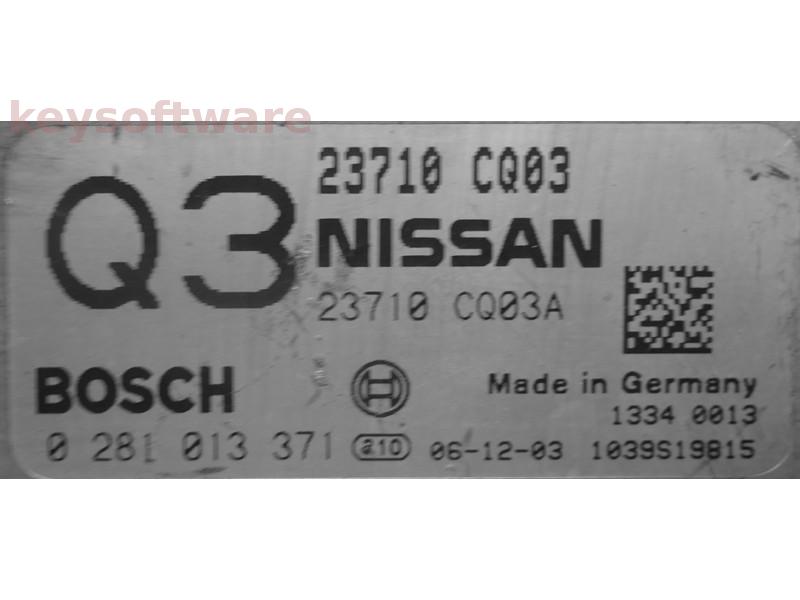 keysoftware
23710 CQ03
Q3
NISSAN
23710 CQ03A
BOSCH
Made in Germany
1334 0013
0 281 013 371 a10 06-12-03 1039S19815